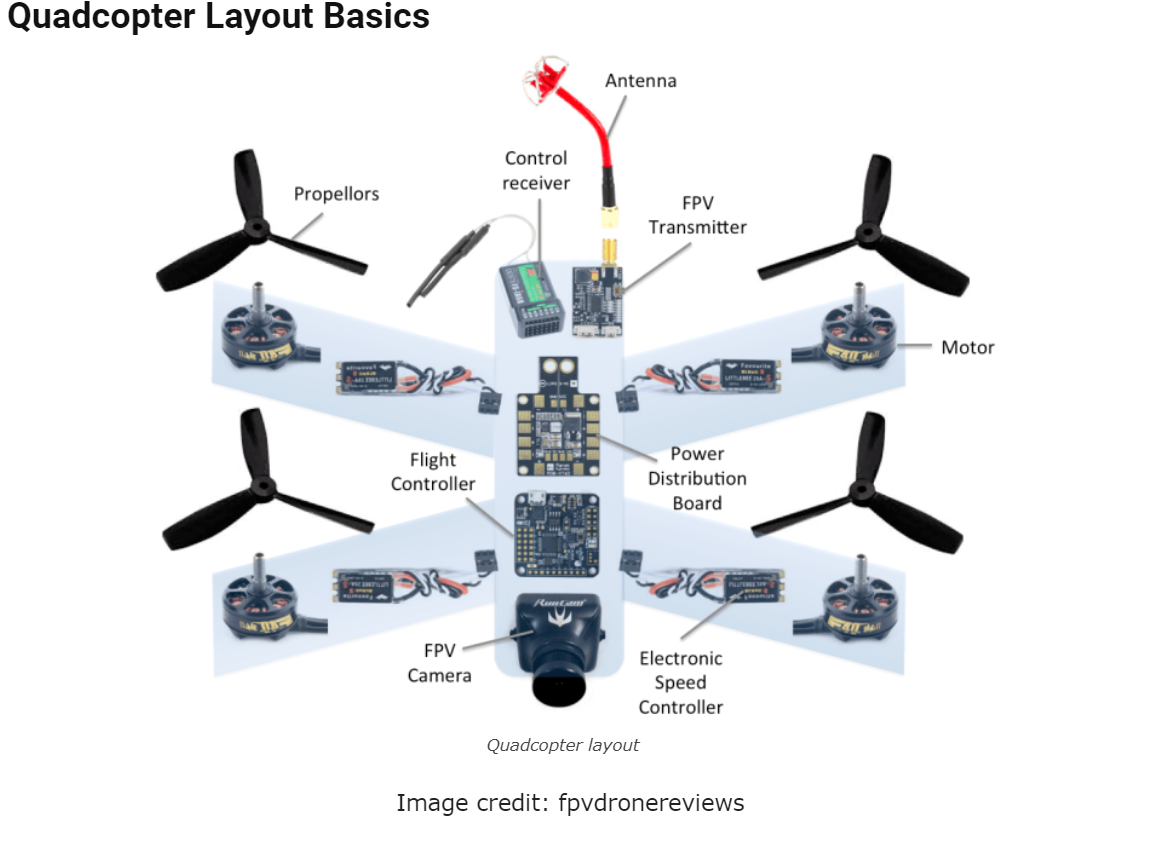 Quadcopter Layout Basics
Antenna
Control
receiver
Propellors
FPV
Transmitter
Motor
Flight
Controller
Power
Distribution
Board
RunCam
FPV
Camera
Electronic
Speed
Controller
Quadcopter layout
Image credit: fpvdronereviews